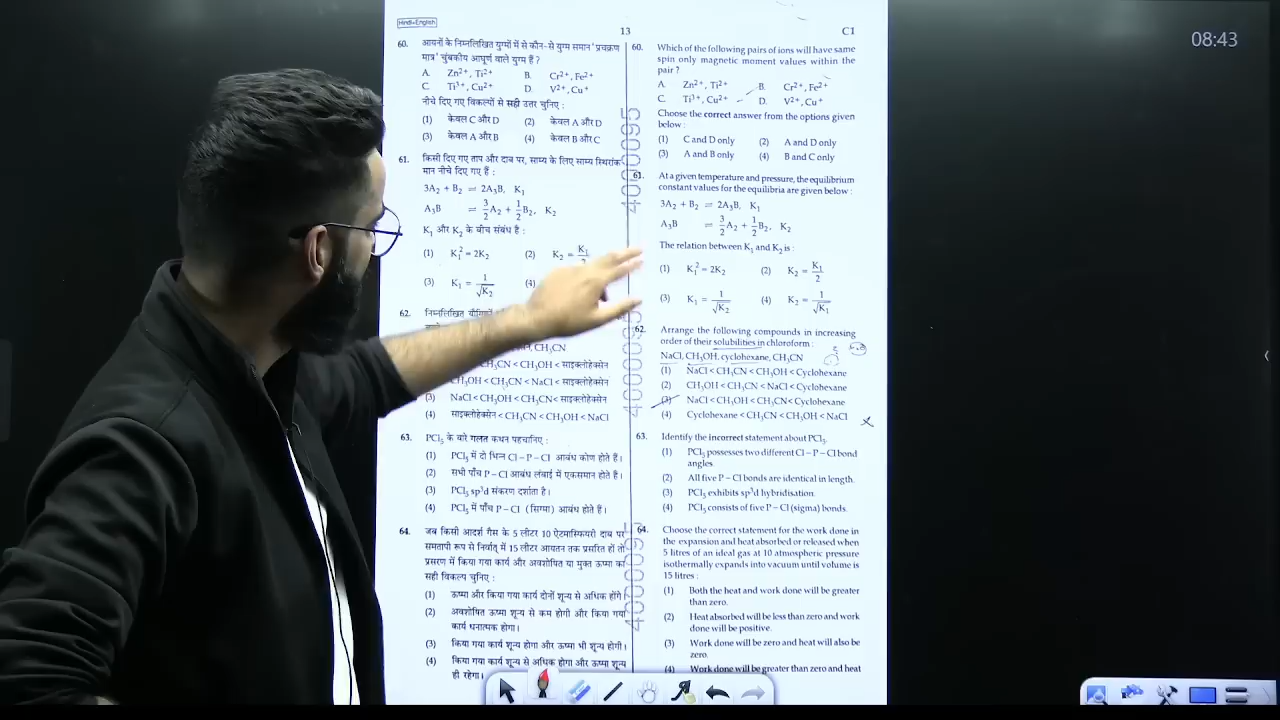 Hindi+English
13
C1
08:43
60. आयनों के निम्नलिखित युग्मों में से कौन-से युग्म समान 'प्रचक्रण
मात्र' चुंबकीय आघूर्ण वाले युग्म हैं ?
A. Zn²⁺, Ti²⁺ B. Cr²⁺, Fe²⁺
C. Ti³⁺, Cu²⁺ D. V²⁺, Cu⁺
नीचे दिए गए विकल्पों से सही उत्तर चुनिए :
(1) केवल C और D (2) केवल A और D
(3) केवल A और B (4) केवल B और C
61. किसी दिए गए ताप और दाब पर, साम्य के लिए साम्य स्थिरांक
मान नीचे दिए गए हैं :
3A₂ + B₂ ⇌ 2A₃B, K₁
A₃B ⇌ 3/2 A₂ + 1/2 B₂, K₂
K₁ और K₂ के बीच संबंध है :
(1) K₁² = 2K₂ (2) K₂ = K₁/2
(3) K₁ = 1/√K₂ (4)
62. निम्नलिखित यौगिकों
CH₃CN
CH₃CN < CH₃OH < साइक्लोहेक्सेन
CH₃OH < CH₃CN < NaCl < साइक्लोहेक्सेन
(3) NaCl < CH₃OH < CH₃CN < साइक्लोहेक्सेन
(4) साइक्लोहेक्सेन < CH₃CN < CH₃OH < NaCl
63. PCl₅ के बारे गलत कथन पहचानिए :
(1) PCl₅ में दो भिन्न Cl – P – Cl आबंध कोण होते हैं।
(2) सभी पाँच P – Cl आबंध लंबाई में एकसमान होते हैं।
(3) PCl₅ sp³d संकरण दर्शाता है।
(4) PCl₅ में पाँच P – Cl (सिग्मा) आबंध होते हैं।
64. जब किसी आदर्श गैस के 5 लीटर 10 ऐटमास्फियरी दाब पर
समतापी रूप से निर्वात् में 15 लीटर आयतन तक प्रसरित हों तो
प्रसरण में किया गया कार्य और अवशोषित या मुक्त ऊष्मा का
सही विकल्प चुनिए :
(1) ऊष्मा और किया गया कार्य दोनों शून्य से अधिक होंगे।
(2) अवशोषित ऊष्मा शून्य से कम होगी और किया गया
कार्य धनात्मक होगा।
(3) किया गया कार्य शून्य होगा और ऊष्मा भी शून्य होगी।
(4) किया गया कार्य शून्य से अधिक होगा और ऊष्मा शून्य
ही रहेगा।
60. Which of the following pairs of ions will have same
spin only magnetic moment values within the
pair ?
A. Zn²⁺, Ti²⁺ B. Cr²⁺, Fe²⁺
C. Ti³⁺, Cu²⁺ D. V²⁺, Cu⁺
Choose the correct answer from the options given
below :
(1) C and D only (2) A and D only
(3) A and B only (4) B and C only
61. At a given temperature and pressure, the equilibrium
constant values for the equilibria are given below :
3A₂ + B₂ ⇌ 2A₃B, K₁
A₃B ⇌ 3/2 A₂ + 1/2 B₂, K₂
The relation between K₁ and K₂ is :
(1) K₁² = 2K₂ (2) K₂ = K₁/2
(3) K₁ = 1/√K₂ (4) K₂ = 1/√K₁
62. Arrange the following compounds in increasing
order of their solubilities in chloroform :
NaCl, CH₃OH, cyclohexane, CH₃CN
(1) NaCl < CH₃CN < CH₃OH < Cyclohexane
(2) CH₃OH < CH₃CN < NaCl < Cyclohexane
(3) NaCl < CH₃OH < CH₃CN < Cyclohexane
(4) Cyclohexane < CH₃CN < CH₃OH < NaCl
63. Identify the incorrect statement about PCl₅.
(1) PCl₅ possesses two different Cl – P – Cl bond
angles.
(2) All five P – Cl bonds are identical in length.
(3) PCl₅ exhibits sp³d hybridisation.
(4) PCl₅ consists of five P – Cl (sigma) bonds.
64. Choose the correct statement for the work done in
the expansion and heat absorbed or released when
5 litres of an ideal gas at 10 atmospheric pressure
isothermally expands into vacuum until volume is
15 litres :
(1) Both the heat and work done will be greater
than zero.
(2) Heat absorbed will be less than zero and work
done will be positive.
(3) Work done will be zero and heat will also be
zero.
(4) Work done will be greater than zero and heat